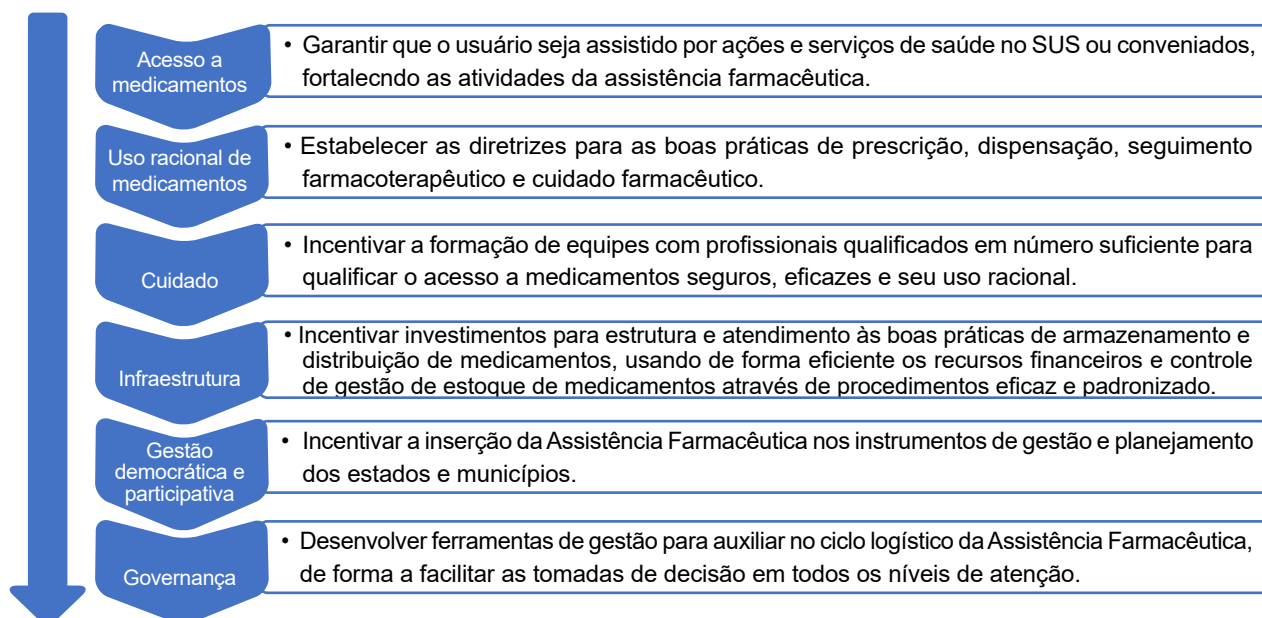 Acesso a
medicamentos
• Garantir que o usuário seja assistido por ações e serviços de saúde no SUS ou conveniados,
fortalecndo as atividades da assistência farmacêutica.
Uso racional de
medicamentos
• Estabelecer as diretrizes para as boas práticas de prescrição, dispensação, seguimento
farmacoterapêutico e cuidado farmacêutico.
Cuidado
• Incentivar a formação de equipes com profissionais qualificados em número suficiente para
qualificar o acesso a medicamentos seguros, eficazes e seu uso racional.
Infraestrutura
• Incentivar investimentos para estrutura e atendimento às boas práticas de armazenamento e
distribuição de medicamentos, usando de forma eficiente os recursos financeiros e controle
de gestão de estoque de medicamentos através de procedimentos eficaz e padronizado.
Gestão
democrática e
participativa
• Incentivar a inserção da Assistência Farmacêutica nos instrumentos de gestão e planejamento
dos estados e municípios.
Governança
• Desenvolver ferramentas de gestão para auxiliar no ciclo logístico da Assistência Farmacêutica,
de forma a facilitar as tomadas de decisão em todos os níveis de atenção.